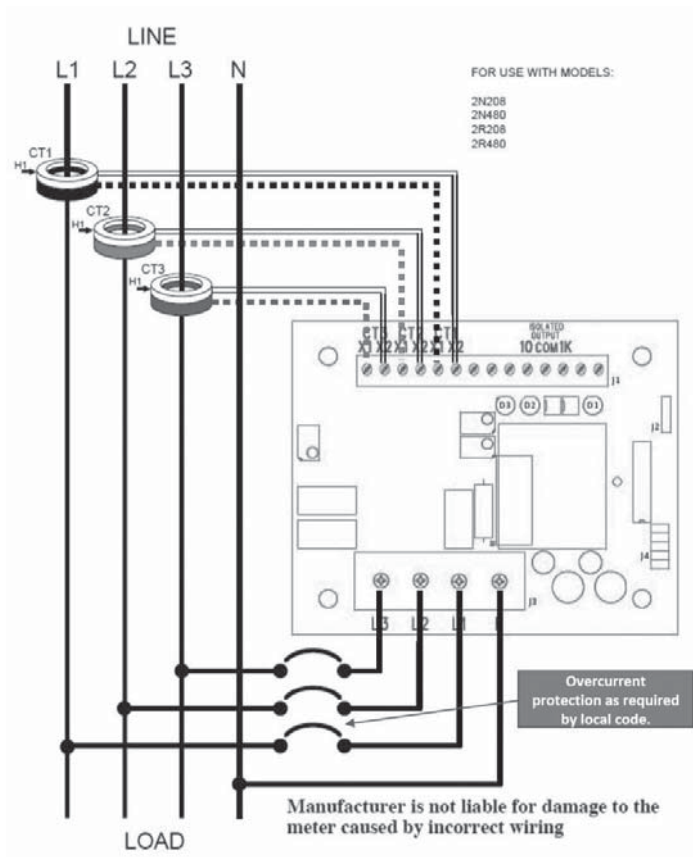 LINE
L1 L2 L3 N
FOR USE WITH MODELS:
2N208
2N480
2R208
2R480
CT1
H1
CT2
H1
CT3
H1
CT3 CT2 CT1
X1 X2 X1 X2 X1 X2
ISOLATED
OUTPUT
10 COM 1K
J1
D3 D2 D1
J2
J4
J3
L3 L2 L1
Overcurrent
protection as required
by local code.
Manufacturer is not liable for damage to the
meter caused by incorrect wiring
LOAD